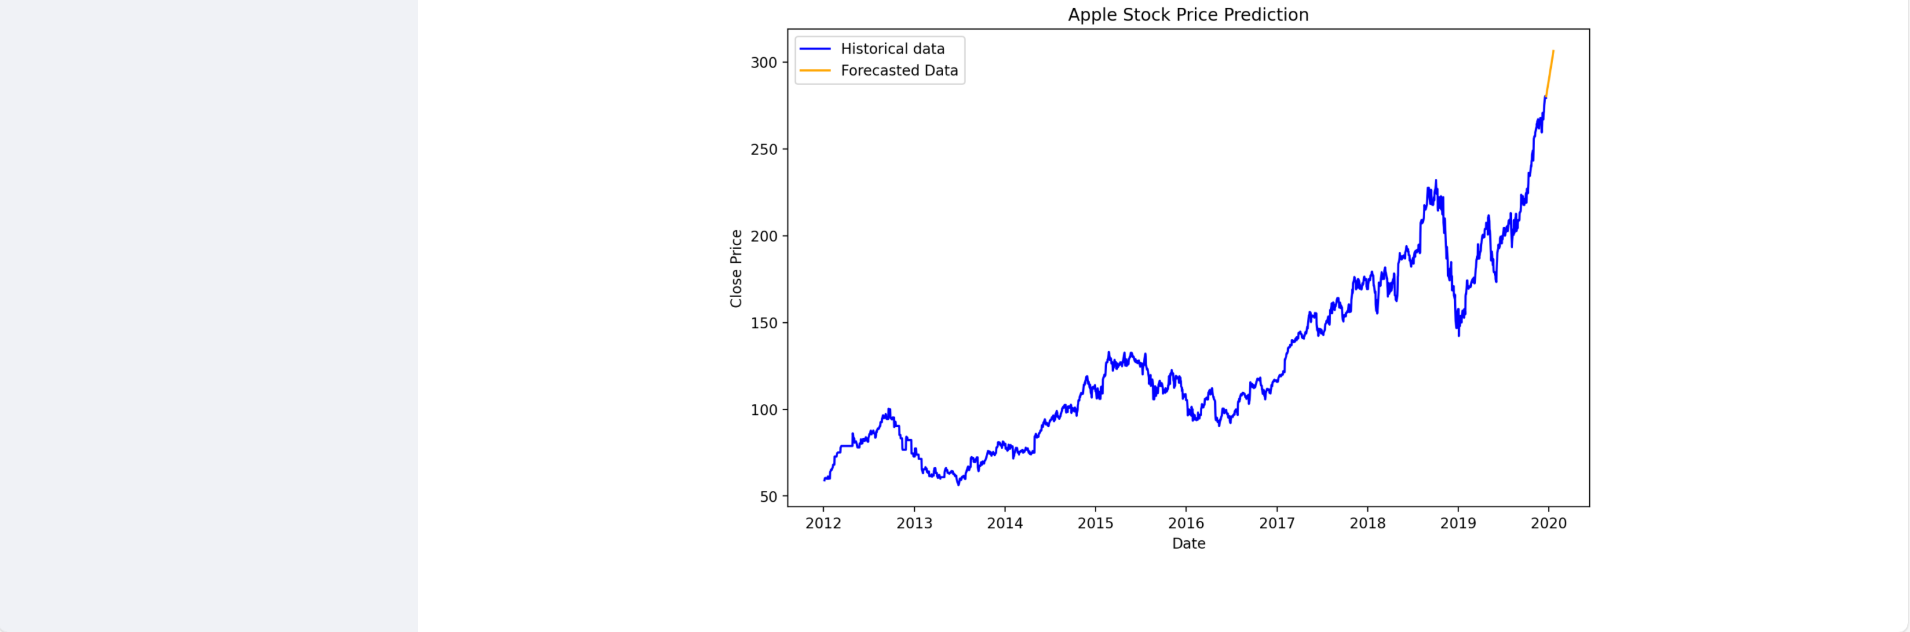 Apple Stock Price Prediction
Historical data
Forecasted Data
300
250
200
150
100
50
Close Price
2012 2013 2014 2015 2016 2017 2018 2019 2020
Date